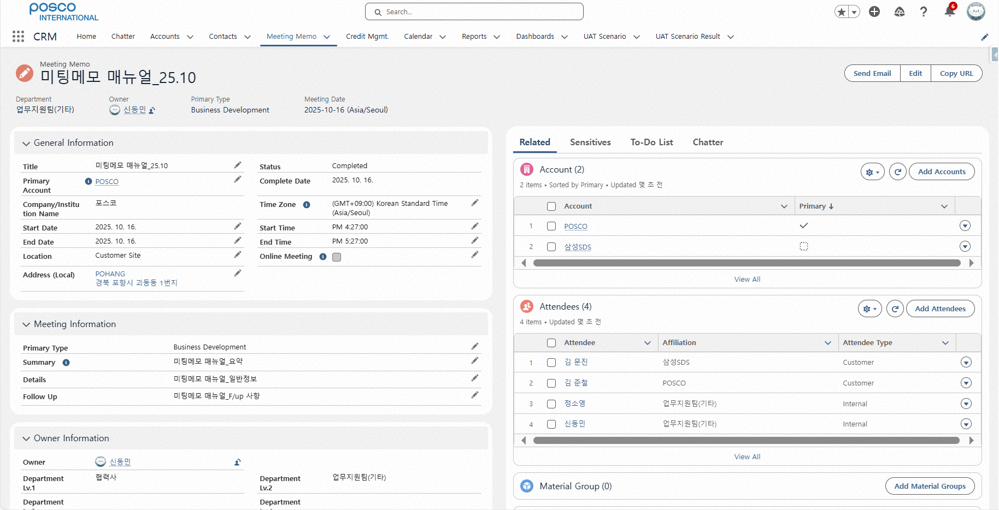 posco
INTERNATIONAL
Search...
6
CRM
Home
Chatter
Accounts
Contacts
Meeting Memo
Credit Mgmt.
Calendar
Reports
Dashboards
UAT Scenario
UAT Scenario Result
Meeting Memo
미팅메모 매뉴얼_25.10
Send Email
Edit
Copy URL
Department
업무지원팀(기타)
Owner
신동민
Primary Type
Business Development
Meeting Date
2025-10-16 (Asia/Seoul)
General Information
Title
미팅메모 매뉴얼_25.10
Status
Completed
Primary
Account
POSCO
Complete Date
2025. 10. 16.
Company/Institu
tion Name
포스코
Time Zone
(GMT+09:00) Korean Standard Time
(Asia/Seoul)
Start Date
2025. 10. 16.
Start Time
PM 4:27:00
End Date
2025. 10. 16.
End Time
PM 5:27:00
Location
Customer Site
Online Meeting
Address (Local)
POHANG
경북 포항시 괴동동 1번지
Meeting Information
Primary Type
Business Development
Summary
미팅메모 매뉴얼_요약
Details
미팅메모 매뉴얼_일반정보
Follow Up
미팅메모 매뉴얼_F/up 사항
Owner Information
Owner
신동민
Department
Lv.1
협력사
Department
Lv.2
업무지원팀(기타)
Department
Department
Related
Sensitives
To-Do List
Chatter
Account (2)
2 items • Sorted by Primary • Updated 몇 초 전
Add Accounts
Account
Primary
1
POSCO
2
삼성SDS
View All
Attendees (4)
4 items • Updated 몇 초 전
Add Attendees
Attendee
Affiliation
Attendee Type
1
김 문진
삼성SDS
Customer
2
김 준철
POSCO
Customer
3
정소영
업무지원팀(기타)
Internal
4
신동민
업무지원팀(기타)
Internal
View All
Material Group (0)
Add Material Groups